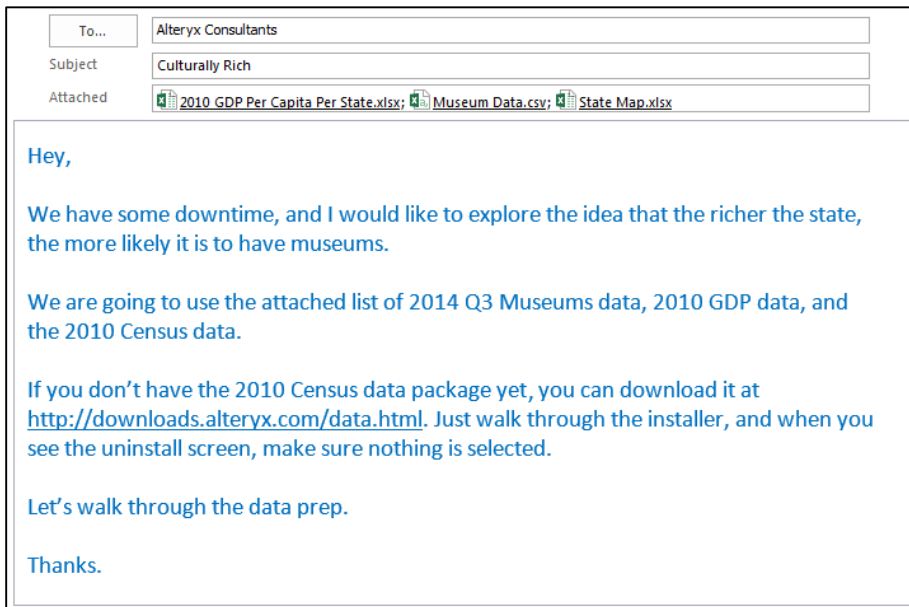 To...
Alteryx Consultants
Subject
Culturally Rich
Attached
2010 GDP Per Capita Per State.xlsx; Museum Data.csv; State Map.xlsx
Hey,
We have some downtime, and I would like to explore the idea that the richer the state,
the more likely it is to have museums.
We are going to use the attached list of 2014 Q3 Museums data, 2010 GDP data, and
the 2010 Census data.
If you don't have the 2010 Census data package yet, you can download it at
http://downloads.alteryx.com/data.html. Just walk through the installer, and when you
see the uninstall screen, make sure nothing is selected.
Let's walk through the data prep.
Thanks.